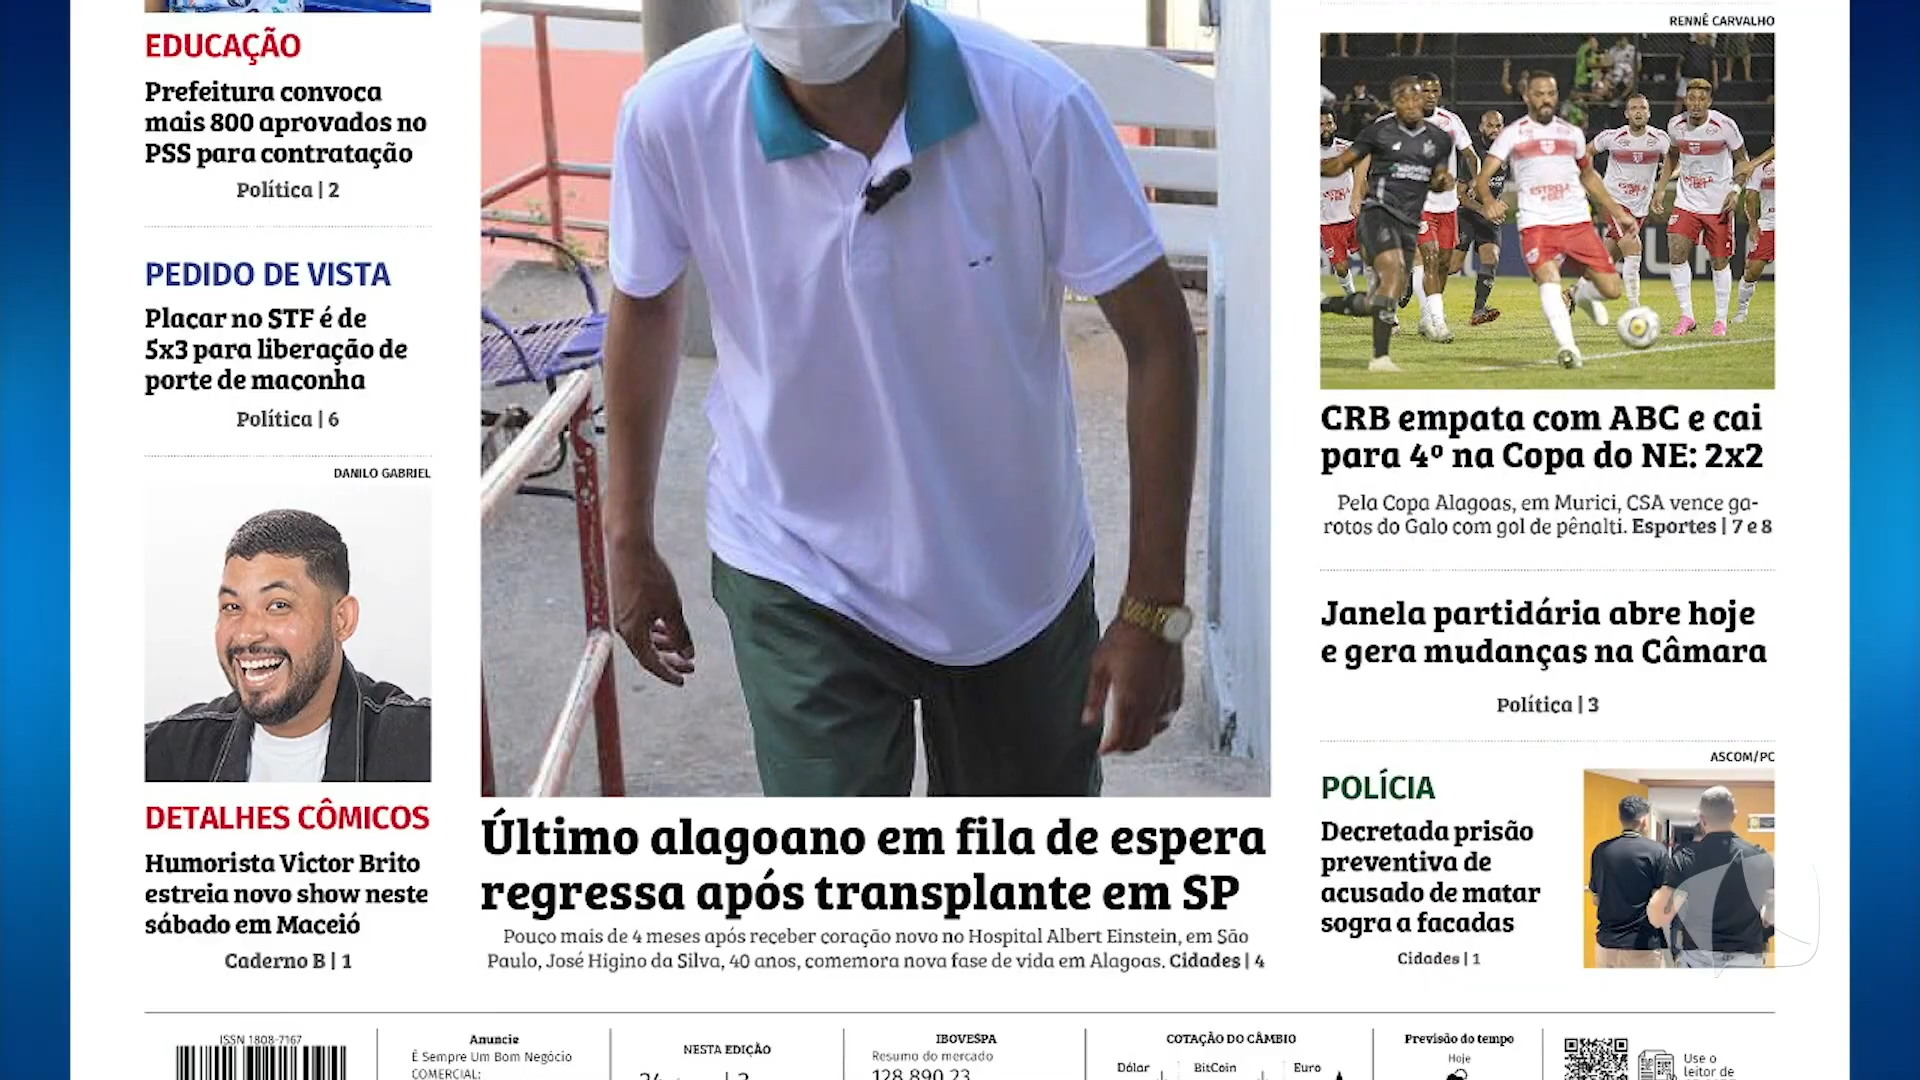 EDUCAÇÃO
Prefeitura convoca
mais 800 aprovados no
PSS para contratação
Política | 2
PEDIDO DE VISTA
Placar no STF é de
5x3 para liberação de
porte de maconha
Política | 6
DANILO GABRIEL
DETALHES CÔMICOS
Humorista Victor Brito
estreia novo show neste
sábado em Maceió
Caderno B | 1
Último alagoano em fila de espera
regressa após transplante em SP
Pouco mais de 4 meses após receber coração novo no Hospital Albert Einstein, em São
Paulo, José Higino da Silva, 40 anos, comemora nova fase de vida em Alagoas. Cidades | 4
RENNÊ CARVALHO
CRB empata com ABC e cai
para 4º na Copa do NE: 2x2
Pela Copa Alagoas, em Murici, CSA vence ga-
rotos do Galo com gol de pênalti. Esportes | 7 e 8
Janela partidária abre hoje
e gera mudanças na Câmara
Política | 3
ASCOM/PC
POLÍCIA
Decretada prisão
preventiva de
acusado de matar
sogra a facadas
Cidades | 1
ISSN 1808-7167
Anuncie
É Sempre Um Bom Negócio
COMERCIAL:
NESTA EDIÇÃO
IBOVESPA
Resumo do mercado
128.890,23
COTAÇÃO DO CÂMBIO
Dólar
BitCoin
Euro
Previsão do tempo
Hoje
Use o
leitor de